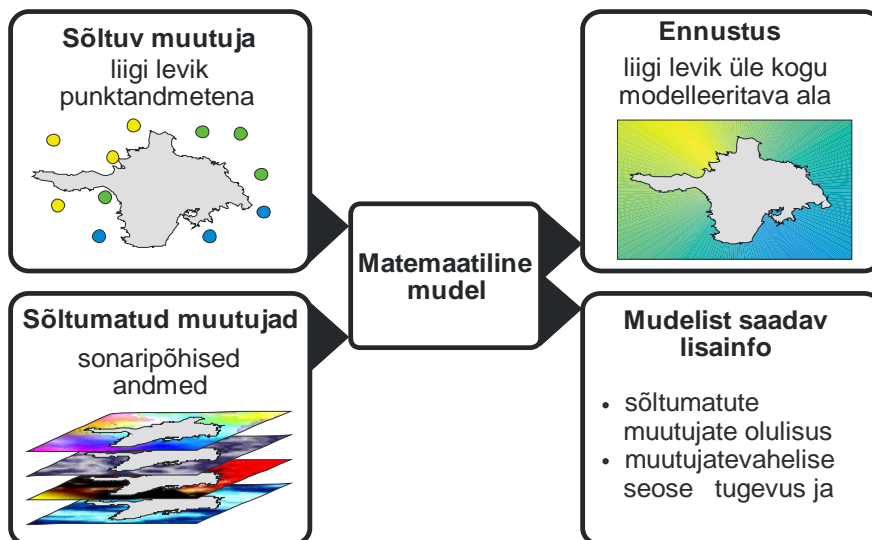 Sõltuv muutuja
liigi levik
punktandmetena
Sõltumatud muutujad
sonaripõhised
andmed
Matemaatiline
mudel
Ennustus
liigi levik üle kogu
modelleeritava ala
Mudelist saadav
lisainfo
• sõltumatute
muutujate olulisus
• muutujatevahelise
seose tugevus ja